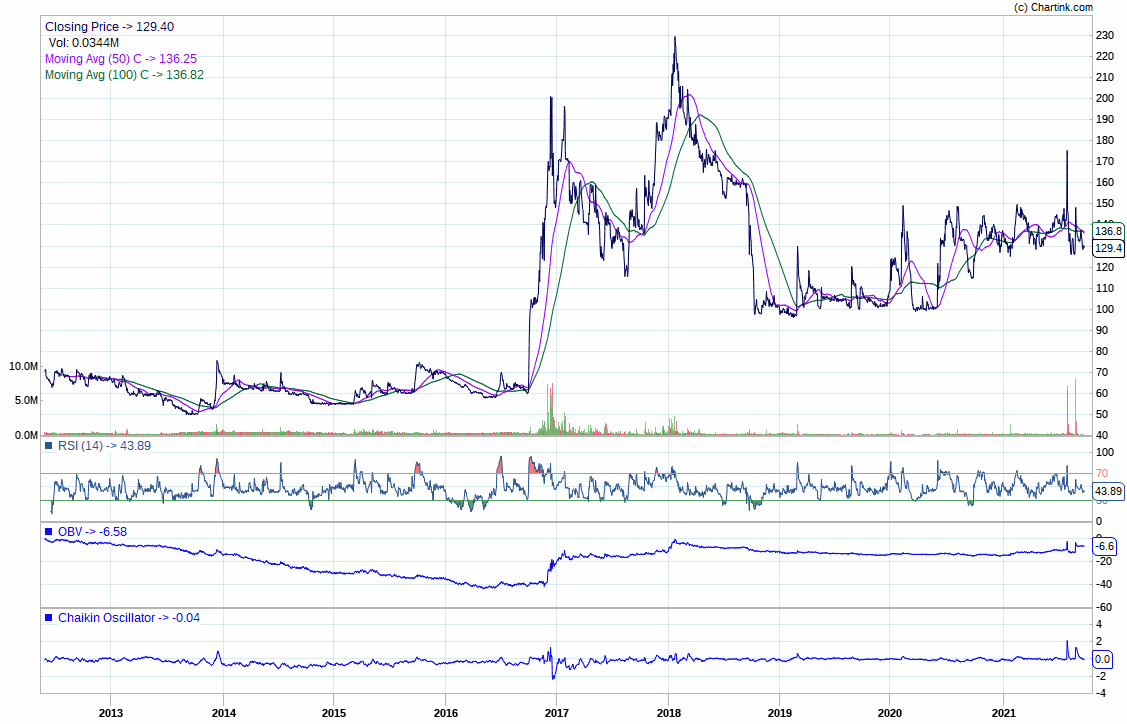 (c) Chartink.com
Closing Price -> 129.40
Vol: 0.0344M
Moving Avg (50) C -> 136.25
Moving Avg (100) C -> 136.82
230
220
210
200
190
180
170
160
150
136.8
129.4
120
110
100
90
80
70
60
50
40
10.0M
5.0M
0.0M
RSI (14) -> 43.89
100
70
43.89
0
OBV -> -6.58
-6.6
-20
-40
-60
Chaikin Oscillator -> -0.04
4
2
0.0
-2
-4
2013 2014 2015 2016 2017 2018 2019 2020 2021